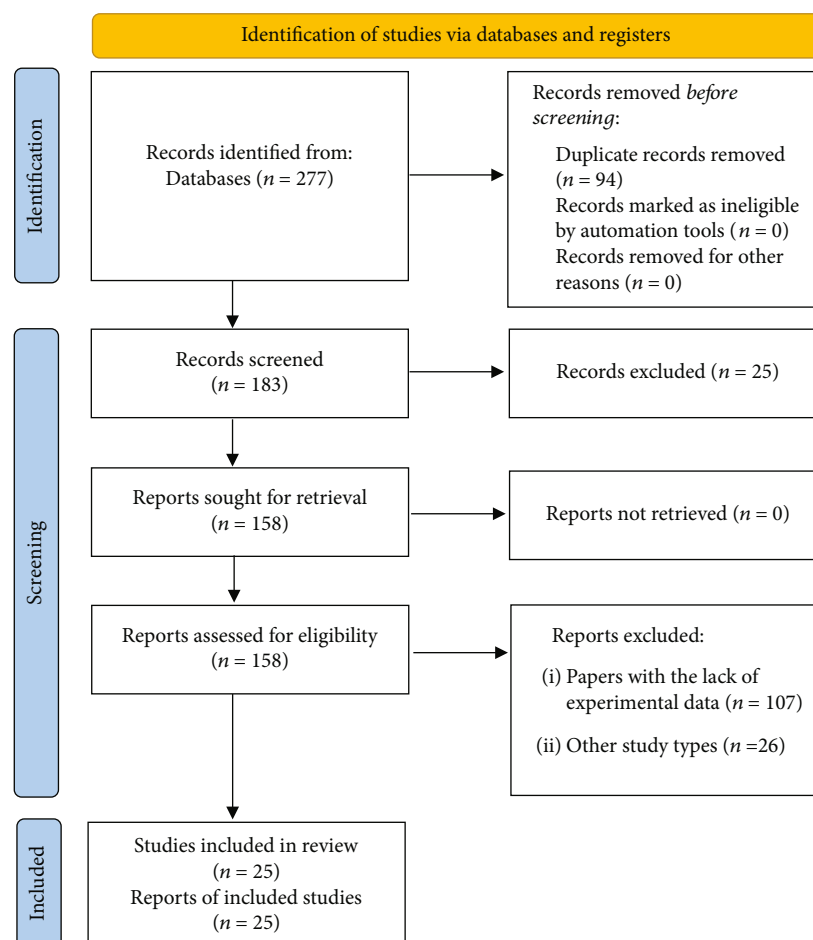 Identification of studies via databases and registers
Identification
Records identified from:
Databases (n = 277)
Records removed before
screening:
Duplicate records removed
(n = 94)
Records marked as ineligible
by automation tools (n = 0)
Records removed for other
reasons (n = 0)
Screening
Records screened
(n = 183)
Records excluded (n = 25)
Reports sought for retrieval
(n = 158)
Reports not retrieved (n = 0)
Reports assessed for eligibility
(n = 158)
Reports excluded:
(i) Papers with the lack of
experimental data (n = 107)
(ii) Other study types (n =26)
Included
Studies included in review
(n = 25)
Reports of included studies
(n = 25)